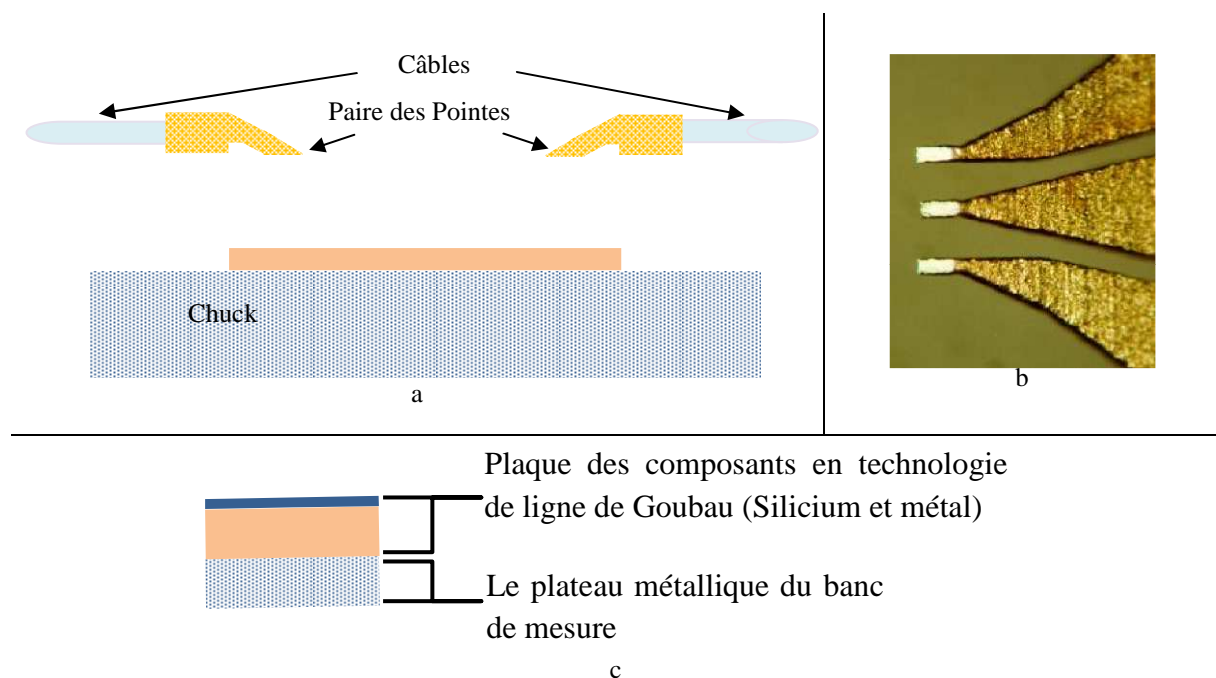 Câbles
Paire des Pointes
Chuck
a
b
Plaque des composants en technologie
de ligne de Goubau (Silicium et métal)
Le plateau métallique du banc
de mesure
c